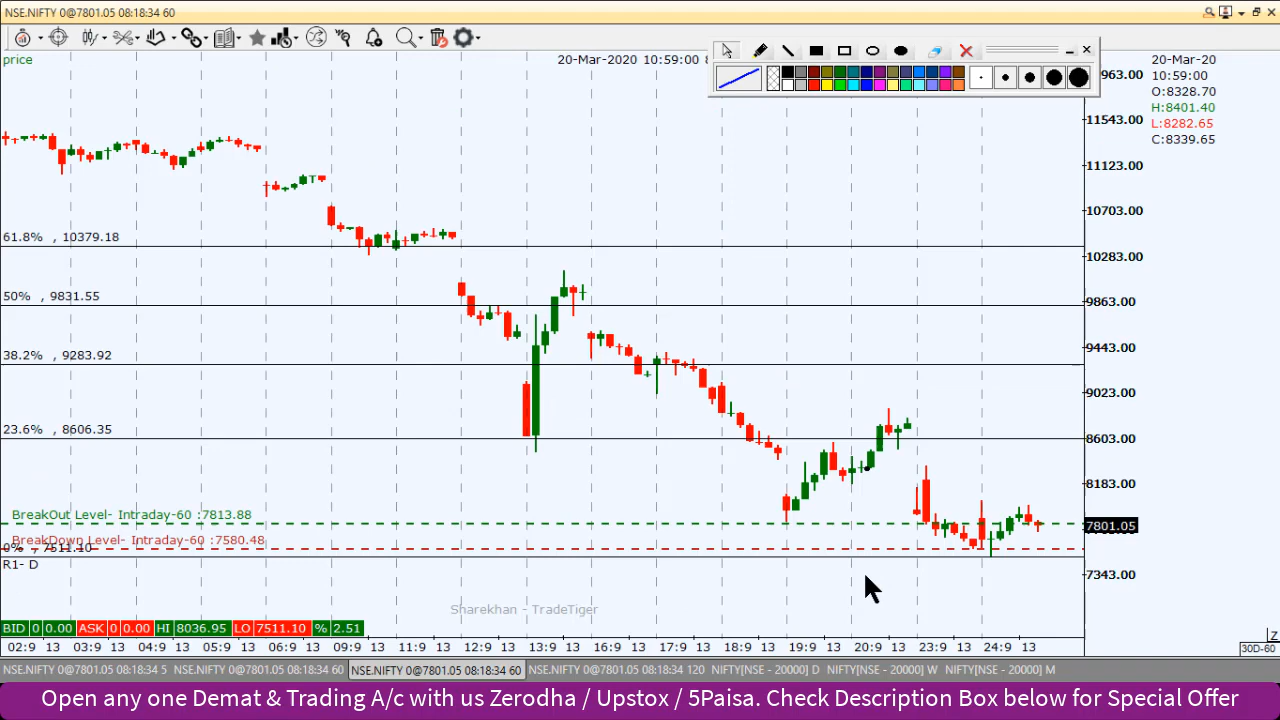 NSE.NIFTY 0@7801.05 08:18:34 60
price
20-Mar-2020 10:59:00
20-Mar-20
10:59:00
O:8328.70
H:8401.40
L:8282.65
C:8339.65
963.00
11543.00
11123.00
10703.00
61.8% , 10379.18
10283.00
50% , 9831.55
9863.00
38.2% , 9283.92
9443.00
9023.00
23.6% , 8606.35
8603.00
8183.00
BreakOut Level- Intraday-60 :7813.88
7801.05
BreakDown Level- Intraday-60 :7580.48
0% , 7511.10
R1- D
7343.00
Sharekhan - TradeTiger
BID 0 0.00 ASK 0 0.00 HI 8036.95 LO 7511.10 % 2.51
Z
02:9 13 03:9 13 04:9 13 05:9 13 06:9 13 09:9 13 11:9 13 12:9 13 13:9 13 16:9 13 17:9 13 18:9 13 19:9 13 20:9 13 23:9 13 24:9 13
30D-60
NSE.NIFTY 0@7801.05 08:18:34 5 NSE.NIFTY 0@7801.05 08:18:34 60 NSE.NIFTY 0@7801.05 08:18:34 60 NSE.NIFTY 0@7801.05 08:18:34 120 NIFTY[NSE - 20000] D NIFTY[NSE - 20000] W NIFTY[NSE - 20000] M
Open any one Demat & Trading A/c with us Zerodha / Upstox / 5Paisa. Check Description Box below for Special Offer